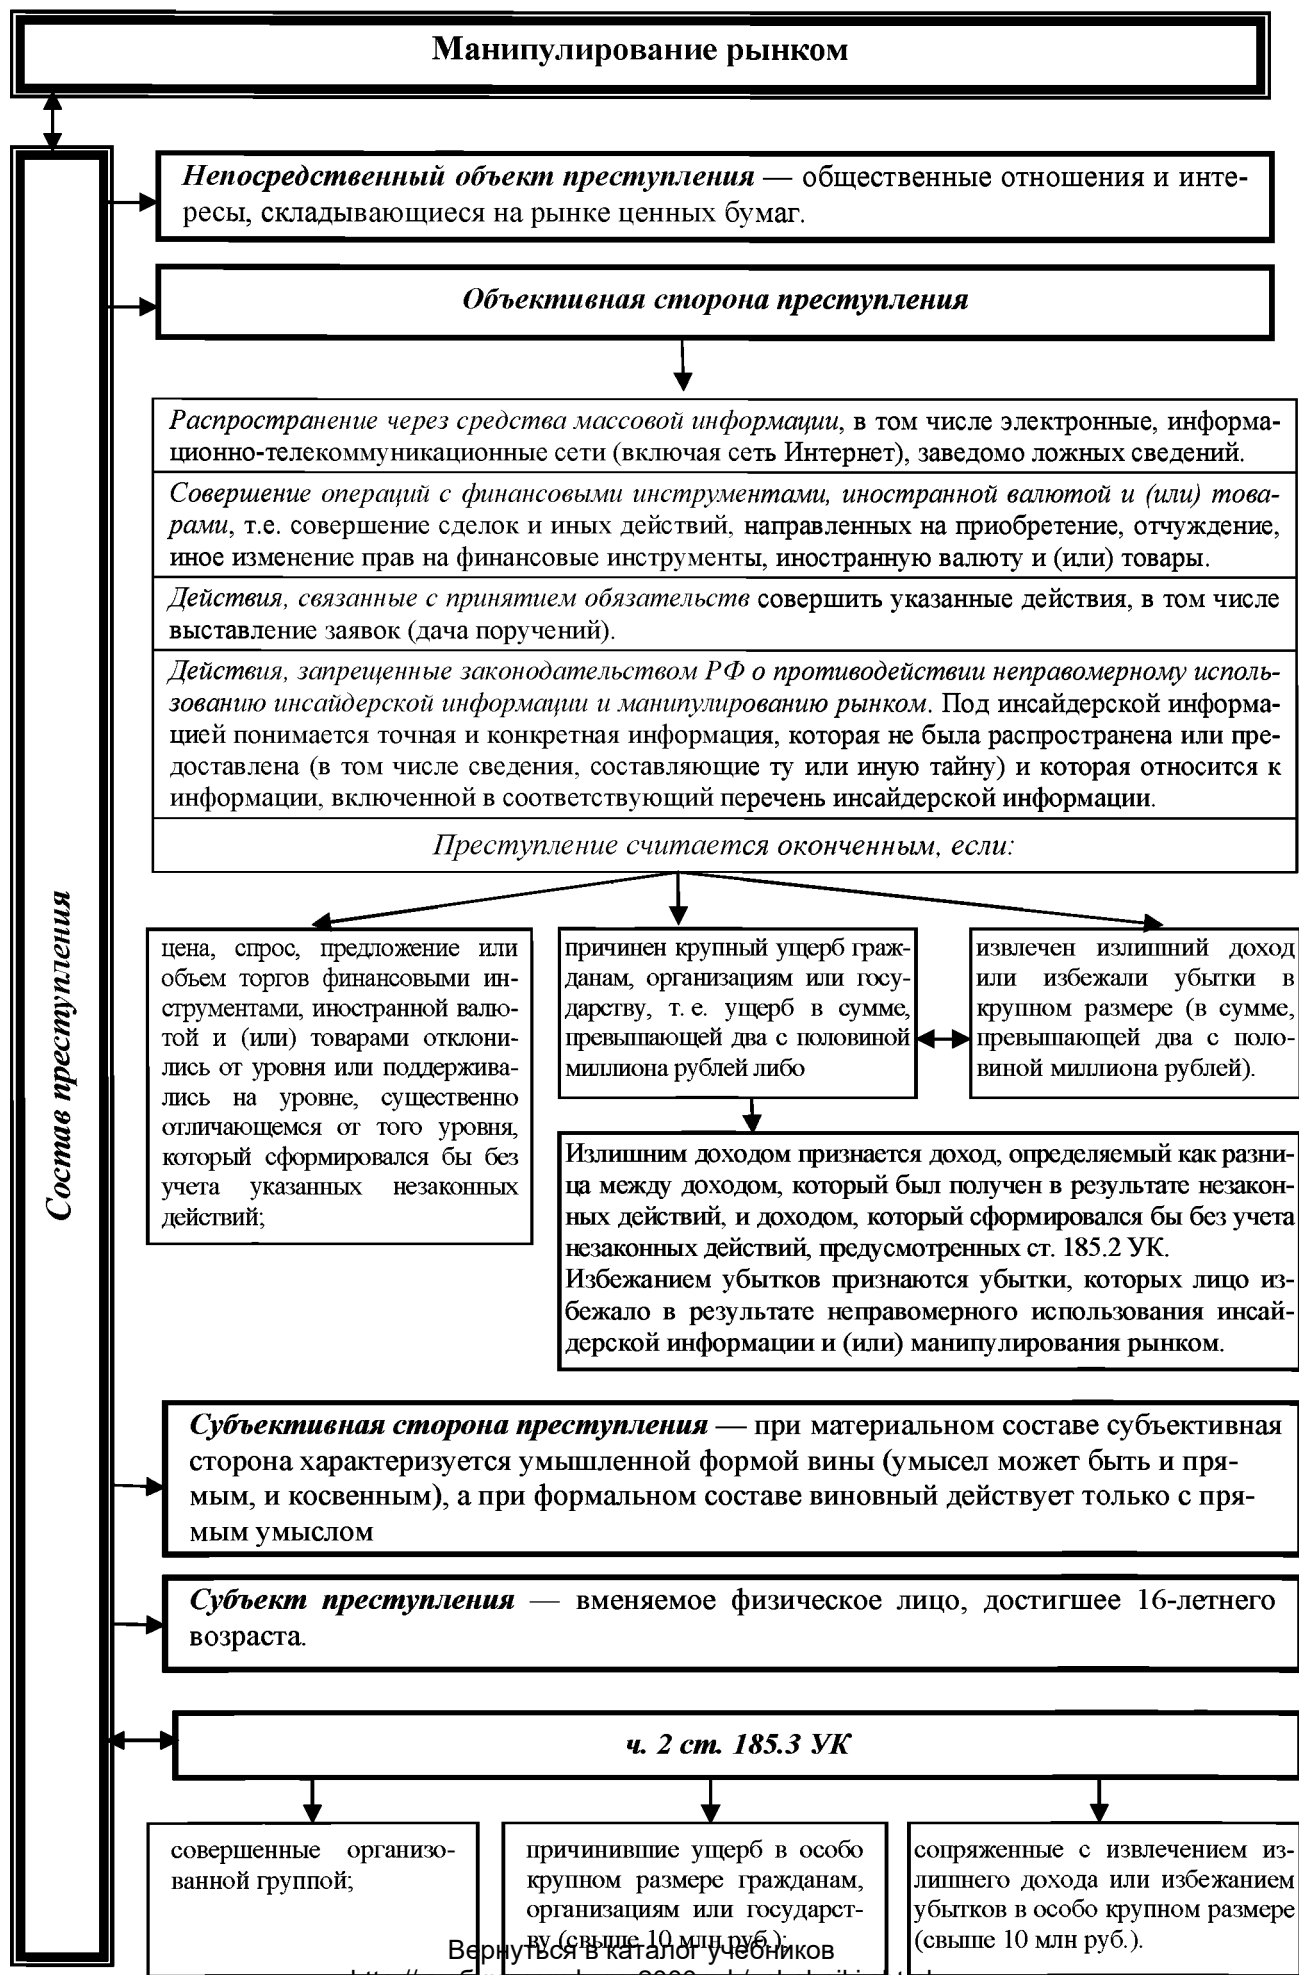 Манипулирование рынком
Непосредственный объект преступления — общественные отношения и инте-
ресы, складывающиеся на рынке ценных бумаг.
Объективная сторона преступления
Распространение через средства массовой информации, в том числе электронные, информа-
ционно-телекоммуникационные сети (включая сеть Интернет), заведомо ложных сведений.
Совершение операций с финансовыми инструментами, иностранной валютой и (или) това-
рами, т.е. совершение сделок и иных действий, направленных на приобретение, отчуждение,
иное изменение прав на финансовые инструменты, иностранную валюту и (или) товары.
Действия, связанные с принятием обязательств совершить указанные действия, в том числе
выставление заявок (дача поручений).
Действия, запрещенные законодательством РФ о противодействии неправомерному исполь-
зованию инсайдерской информации и манипулированию рынком. Под инсайдерской информа-
цией понимается точная и конкретная информация, которая не была распространена или пре-
доставлена (в том числе сведения, составляющие ту или иную тайну) и которая относится к
информации, включенной в соответствующий перечень инсайдерской информации.
Преступление считается оконченным, если:
цена, спрос, предложение или
объем торгов финансовыми ин-
струментами, иностранной валю-
той и (или) товарами отклони-
лись от уровня или поддержива-
лись на уровне, существенно
отличающемся от того уровня,
который сформировался бы без
учета указанных незаконных
действий;
причинен крупный ущерб граж-
данам, организациям или госу-
дарству, т. е. ущерб в сумме,
превышающей два с половиной
миллиона рублей либо
извлечен излишний доход
или избежали убытки в
крупном размере (в сумме,
превышающей два с поло-
виной миллиона рублей).
Излишним доходом признается доход, определяемый как разни-
ца между доходом, который был получен в результате незакон-
ных действий, и доходом, который сформировался бы без учета
незаконных действий, предусмотренных ст. 185.2 УК.
Избежанием убытков признаются убытки, которых лицо из-
бежало в результате неправомерного использования инсай-
дерской информации и (или) манипулирования рынком.
Состав преступления
Субъективная сторона преступления — при материальном составе субъективная
сторона характеризуется умышленной формой вины (умысел может быть и пря-
мым, и косвенным), а при формальном составе виновный действует только с пря-
мым умыслом
Субъект преступления — вменяемое физическое лицо, достигшее 16-летнего
возраста.
ч. 2 ст. 185.3 УК
совершенные организо-
ванной группой;
причинившие ущерб в особо
крупном размере гражданам,
организациям или государст-
ву (свыше 10 млн руб.);
сопряженные с извлечением из-
лишнего дохода или избежанием
убытков в особо крупном размере
(свыше 10 млн руб.).
Вернуться в каталог учебников